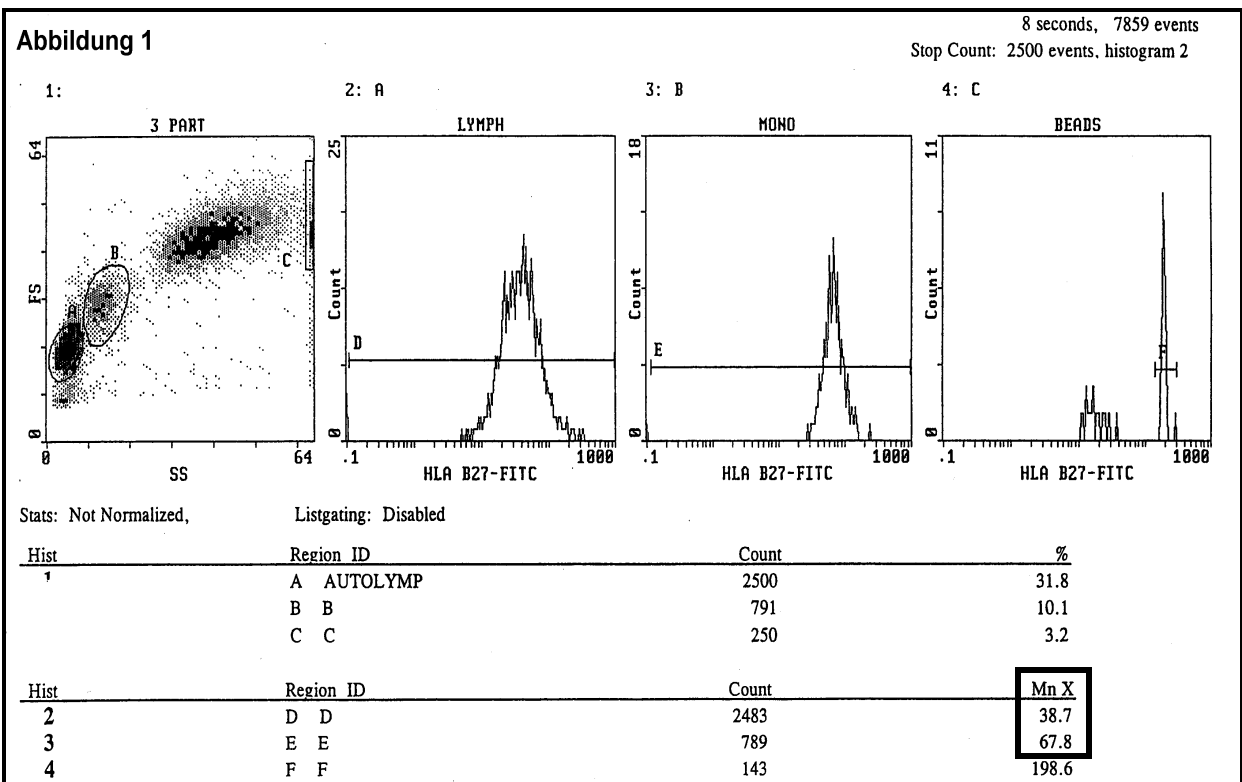 Abbildung 1
8 seconds, 7859 events
Stop Count: 2500 events, histogram 2
1:
2: A
3: B
4: C
3 PART
LYMPH
MONO
BEADS
64
FS
0
A
B
C
0
64
SS
25
Count
0
D
.1
1000
HLA B27-FITC
18
Count
0
E
.1
1000
HLA B27-FITC
11
Count
0
F
.1
1000
HLA B27-FITC
Stats: Not Normalized, Listgating: Disabled
Hist Region ID Count %
1 A AUTOLYMP 2500 31.8
B B 791 10.1
C C 250 3.2
Hist Region ID Count Mn X
2 D D 2483 38.7
3 E E 789 67.8
4 F F 143 198.6